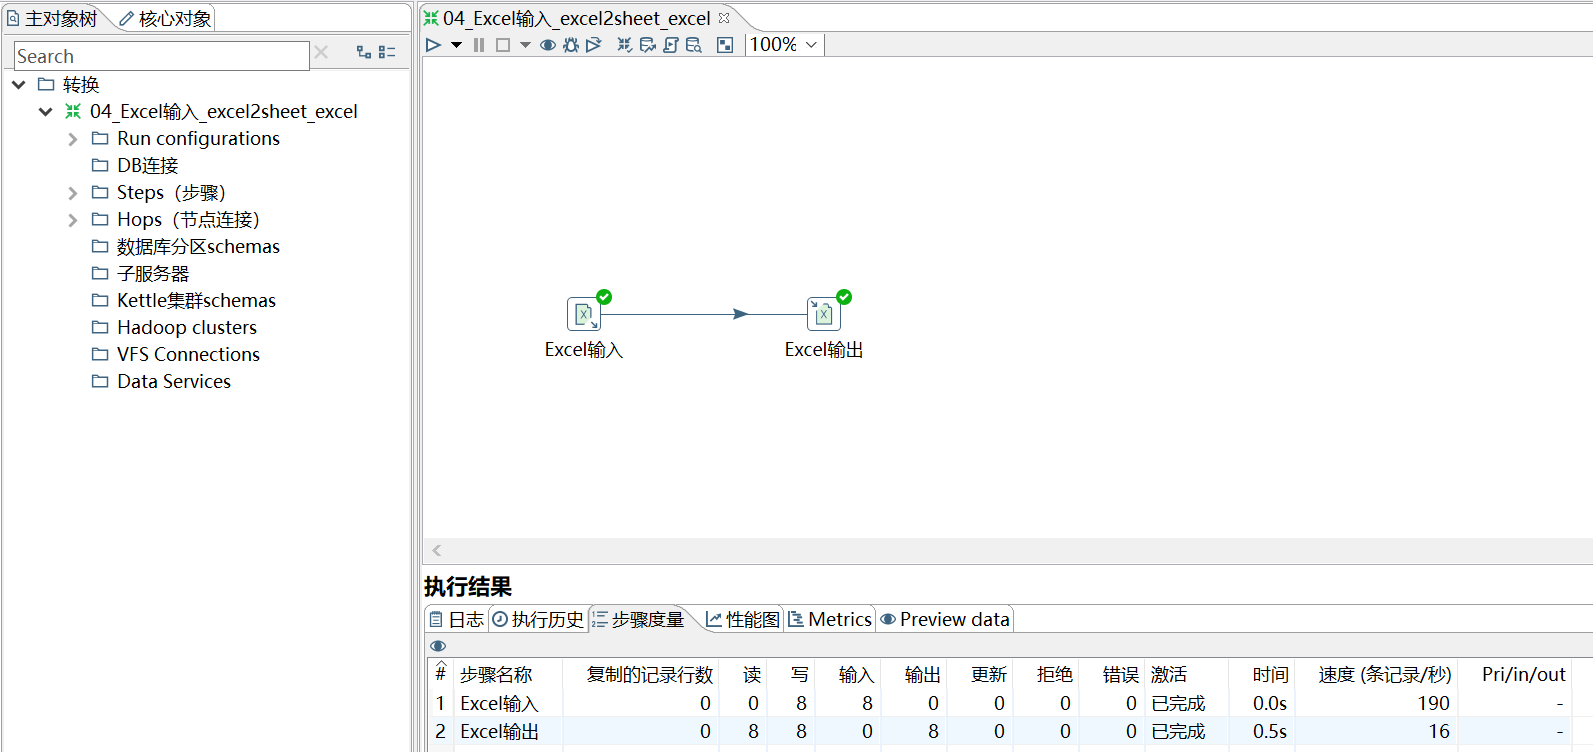 主对象树 核心对象
Search
转换
04_Excel输入_excel2sheet_excel
Run configurations
DB连接
Steps（步骤）
Hops（节点连接）
数据库分区schemas
子服务器
Kettle集群schemas
Hadoop clusters
VFS Connections
Data Services
04_Excel输入_excel2sheet_excel
100%
Excel输入 Excel输出
执行结果
日志 执行历史 步骤度量 性能图 Metrics Preview data
# 步骤名称 复制的记录行数 读 写 输入 输出 更新 拒绝 错误 激活 时间 速度 (条记录/秒) Pri/in/out
1 Excel输入 0 0 8 8 0 0 0 0 已完成 0.0s 190 -
2 Excel输出 0 8 8 0 8 0 0 0 已完成 0.5s 16 -